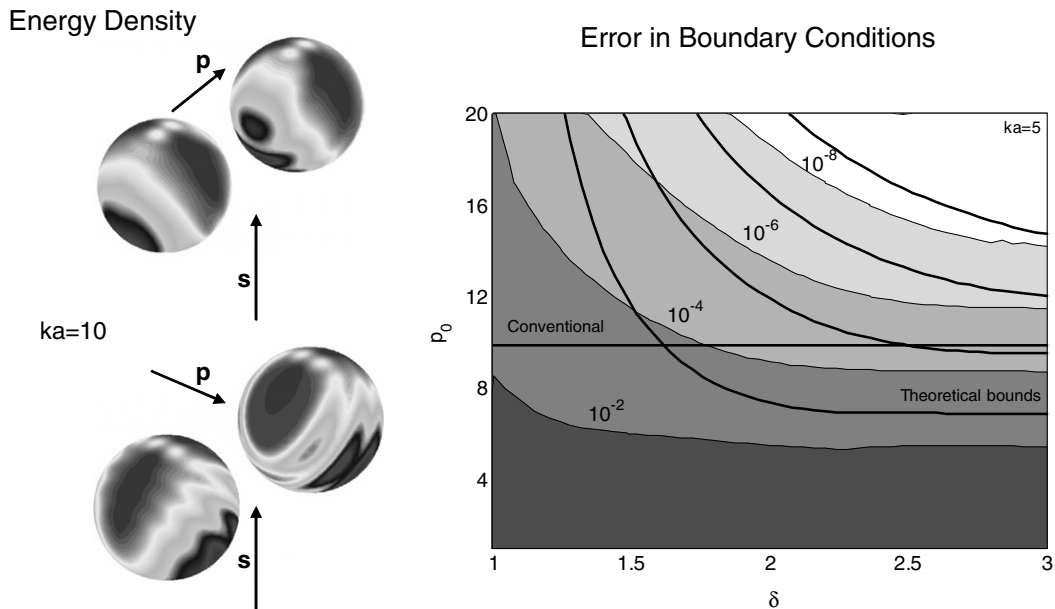 Energy Density
p
s
ka=10
p
s
Error in Boundary Conditions
20
16
12
8
4
p₀
ka=5
10⁻⁸
10⁻⁶
10⁻⁴
Conventional
Theoretical bounds
10⁻²
1
1.5
2
2.5
3
δ